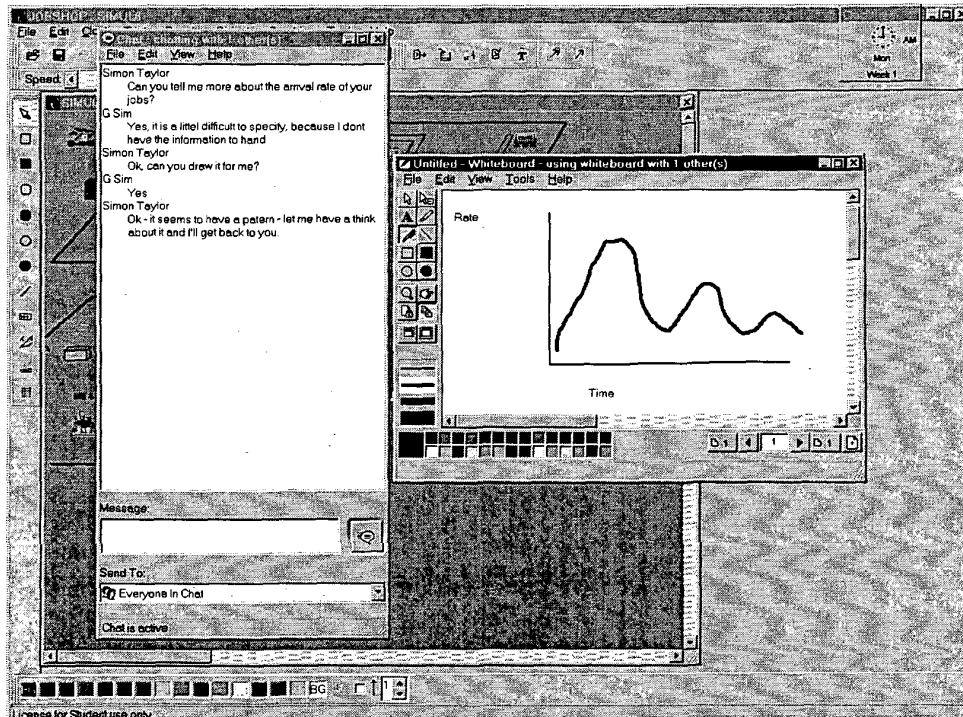 JOBSHOP - SIMUL8
File Edit
Speed
Chat - chatting with 1 other(s)
File Edit View Help
Simon Taylor
Can you tell me more about the arrival rate of your
jobs?
G Sim
Yes, it is a littel difficult to specify, because I dont
have the information to hand
Simon Taylor
Ok, can you draw it for me?
G Sim
Yes
Simon Taylor
Ok - it seems to have a patern - let me have a think
about it and I'll get back to you.
Message:
Send To:
Everyone In Chat
Chat is active
AM
Mon
Week 1
Untitled - Whiteboard - using whiteboard with 1 other(s)
File Edit View Tools Help
Rate
Time
1
BG
1
License for Student use only